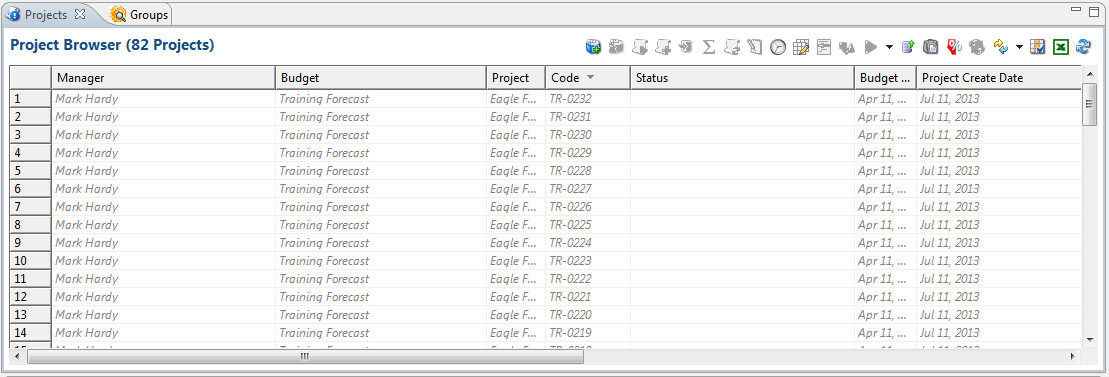 Projects Groups
Project Browser (82 Projects)
Manager Budget Project Code Status Budget ... Project Create Date
1 Mark Hardy Training Forecast Eagle F... TR-0232 Apr 11, ... Jul 11, 2013
2 Mark Hardy Training Forecast Eagle F... TR-0231 Apr 11, ... Jul 11, 2013
3 Mark Hardy Training Forecast Eagle F... TR-0230 Apr 11, ... Jul 11, 2013
4 Mark Hardy Training Forecast Eagle F... TR-0229 Apr 11, ... Jul 11, 2013
5 Mark Hardy Training Forecast Eagle F... TR-0228 Apr 11, ... Jul 11, 2013
6 Mark Hardy Training Forecast Eagle F... TR-0227 Apr 11, ... Jul 11, 2013
7 Mark Hardy Training Forecast Eagle F... TR-0226 Apr 11, ... Jul 11, 2013
8 Mark Hardy Training Forecast Eagle F... TR-0225 Apr 11, ... Jul 11, 2013
9 Mark Hardy Training Forecast Eagle F... TR-0224 Apr 11, ... Jul 11, 2013
10 Mark Hardy Training Forecast Eagle F... TR-0223 Apr 11, ... Jul 11, 2013
11 Mark Hardy Training Forecast Eagle F... TR-0222 Apr 11, ... Jul 11, 2013
12 Mark Hardy Training Forecast Eagle F... TR-0221 Apr 11, ... Jul 11, 2013
13 Mark Hardy Training Forecast Eagle F... TR-0220 Apr 11, ... Jul 11, 2013
14 Mark Hardy Training Forecast Eagle F... TR-0219 Apr 11, ... Jul 11, 2013